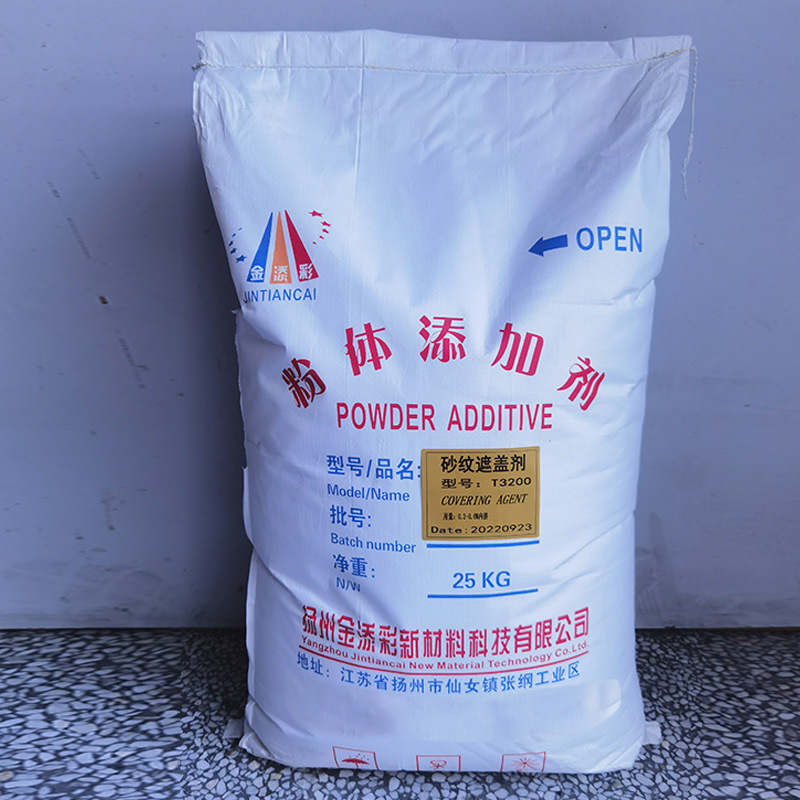 金添彩
JINTIANCAI
OPEN
粉体添加剂
POWDER ADDITIVE
型号/品名:
Model/Name
砂纹遮盖剂
型号: T3200
COVERING AGENT
Date:20220923
批号:
Batch number
净重:
N/W
25 KG
扬州金添彩新材料科技有限公司
Yangzhou Jintiancai New Material Technology Co.Ltd.
地址: 江苏省扬州市仙女镇张纲工业区